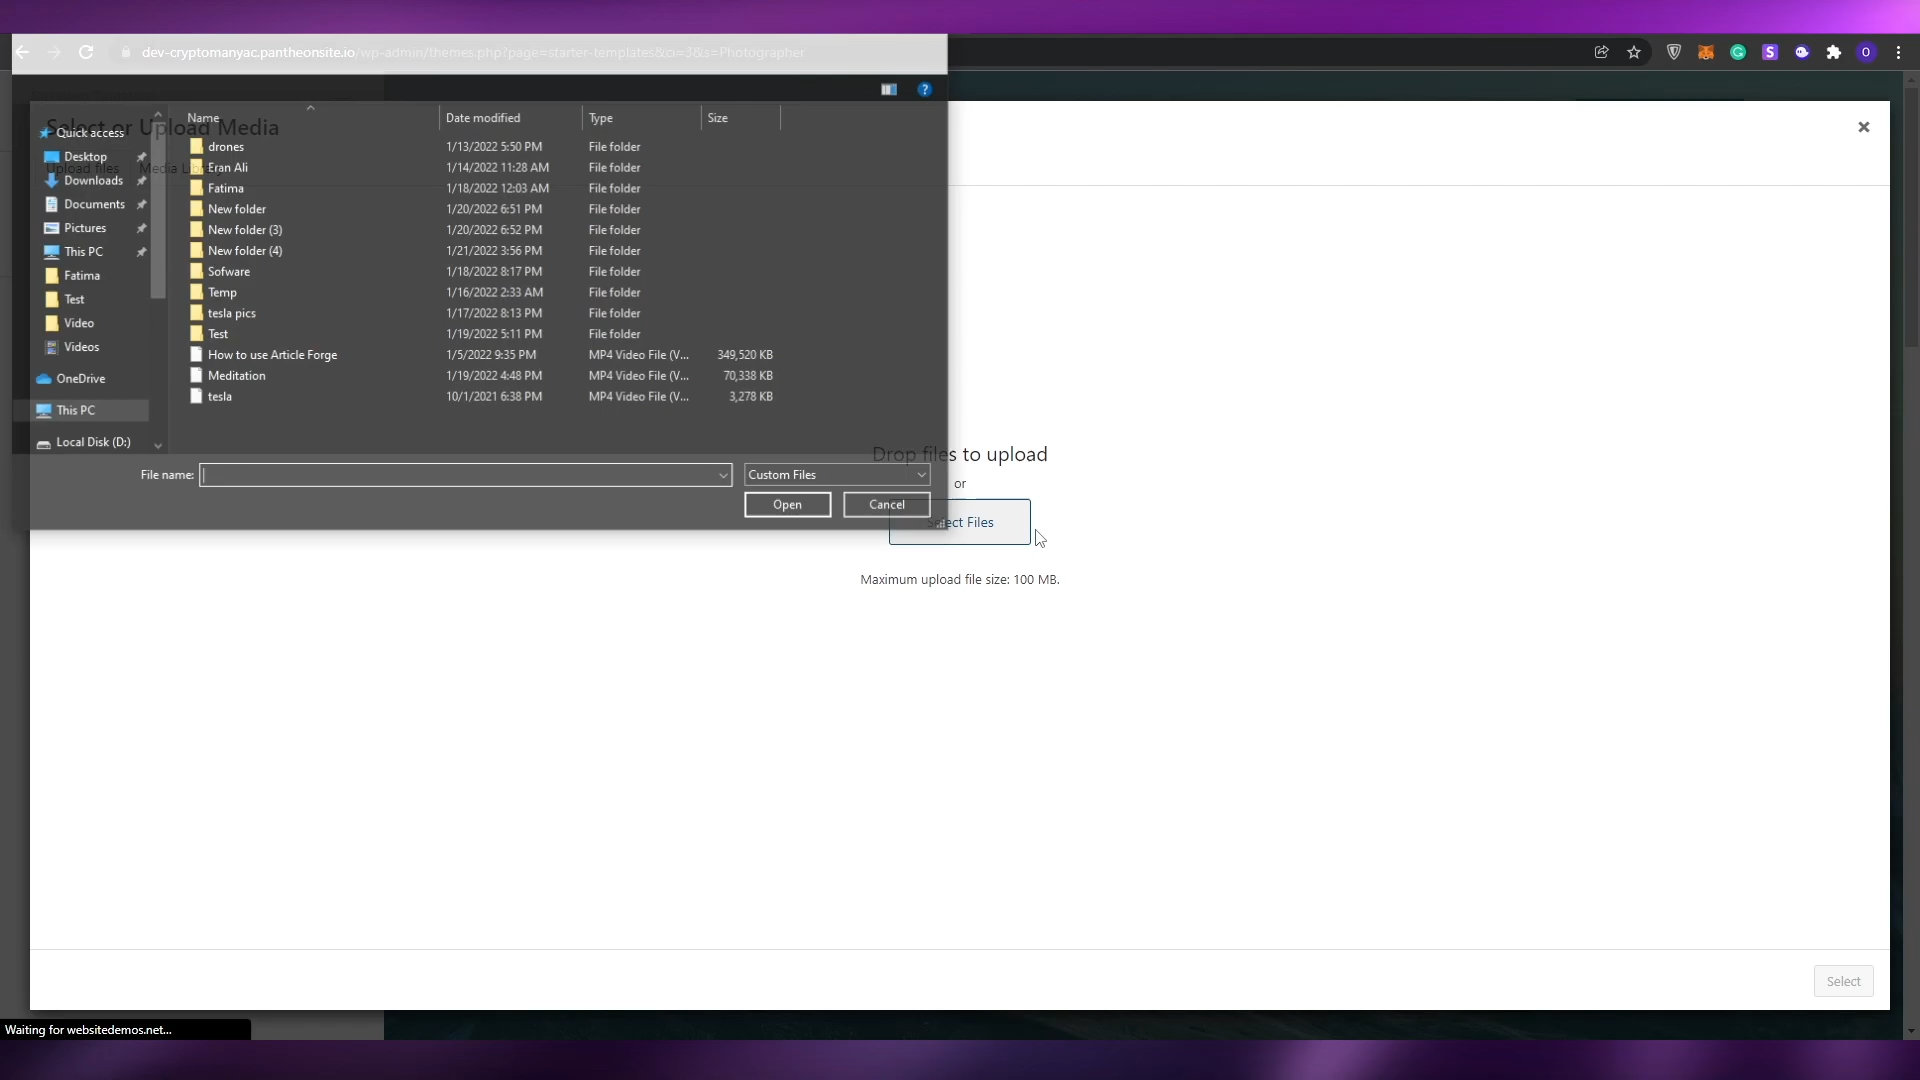 dev-cryptomanyac.pantheonsite.io/wp-admin/themes.php?page=starter-templates&ci=3&s=Photographer
Select or Upload Media
Upload files Media Library
Quick access
Desktop
Downloads
Documents
Pictures
This PC
Fatima
Test
Video
Videos
OneDrive
This PC
Local Disk (D:)
Name Date modified Type Size
drones 1/13/2022 5:50 PM File folder
Eran Ali 1/14/2022 11:28 AM File folder
Fatima 1/18/2022 12:03 AM File folder
New folder 1/20/2022 6:51 PM File folder
New folder (3) 1/20/2022 6:52 PM File folder
New folder (4) 1/21/2022 3:56 PM File folder
Sofware 1/18/2022 8:17 PM File folder
Temp 1/16/2022 2:33 AM File folder
tesla pics 1/17/2022 8:13 PM File folder
Test 1/19/2022 5:11 PM File folder
How to use Article Forge 1/5/2022 9:35 PM MP4 Video File (V... 349,520 KB
Meditation 1/19/2022 4:48 PM MP4 Video File (V... 70,338 KB
tesla 10/1/2021 6:38 PM MP4 Video File (V... 3,278 KB
File name: Custom Files
Open Cancel
Drop files to upload
or
Select Files
Maximum upload file size: 100 MB.
Select
Waiting for websitedemos.net...